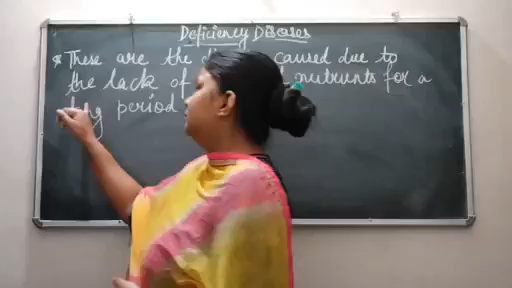 Deficiency Diseases
* These are the caused due to
the lack of nutrients for a
period